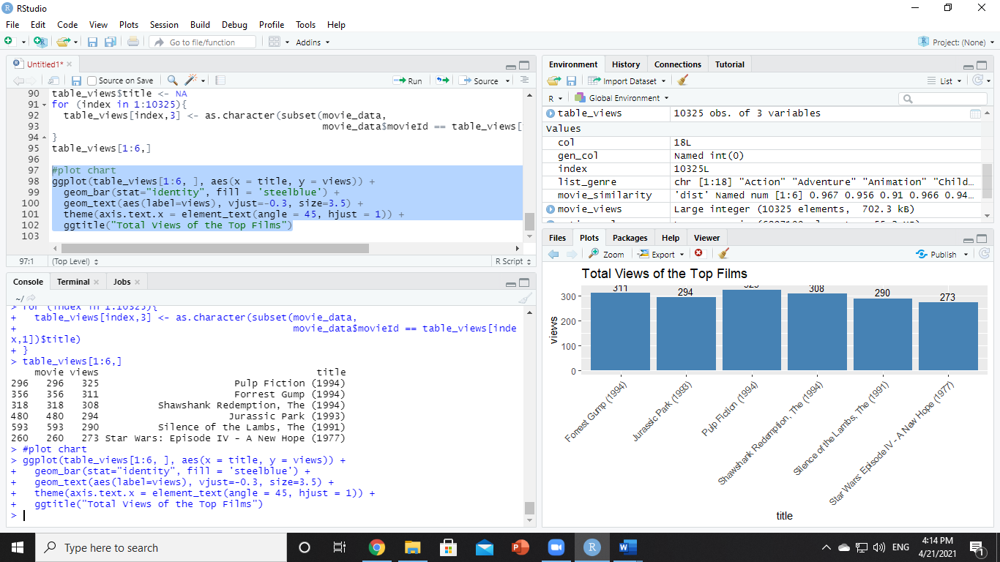 RStudio
File Edit Code View Plots Session Build Debug Profile Tools Help
Go to file/function Addins Project: (None)
Untitled1*
Source on Save Run Source
90 table_views$title <- NA
91 for (index in 1:10325){
92 table_views[index,3] <- as.character(subset(movie_data,
93 movie_data$movieId == table_views[
94 }
95 table_views[1:6,]
96
97 #plot chart
98 ggplot(table_views[1:6, ], aes(x = title, y = views)) +
99 geom_bar(stat="identity", fill = 'steelblue') +
100 geom_text(aes(label=views), vjust=-0.3, size=3.5) +
101 theme(axis.text.x = element_text(angle = 45, hjust = 1)) +
102 ggtitle("Total Views of the Top Films")
103
97:1 (Top Level) R Script
Console Terminal Jobs
~/
> for (index in 1:10325){
+ table_views[index,3] <- as.character(subset(movie_data,
+ movie_data$movieId == table_views[inde
x,1])$title)
+ }
> table_views[1:6,]
movie views title
296 296 325 Pulp Fiction (1994)
356 356 311 Forrest Gump (1994)
318 318 308 Shawshank Redemption, The (1994)
480 480 294 Jurassic Park (1993)
593 593 290 Silence of the Lambs, The (1991)
260 260 273 Star Wars: Episode IV - A New Hope (1977)
> #plot chart
> ggplot(table_views[1:6, ], aes(x = title, y = views)) +
+ geom_bar(stat="identity", fill = 'steelblue') +
+ geom_text(aes(label=views), vjust=-0.3, size=3.5) +
+ theme(axis.text.x = element_text(angle = 45, hjust = 1)) +
+ ggtitle("Total Views of the Top Films")
>
Environment History Connections Tutorial
Import Dataset List
R Global Environment
table_views 10325 obs. of 3 variables
Values
col 18L
gen_col Named int(0)
index 10325L
list_genre chr [1:18] "Action" "Adventure" "Animation" "Child…
movie_similarity 'dist' Named num [1:6] 0.967 0.956 0.91 0.966 0.94…
movie_views Large integer (10325 elements, 702.3 kB)
Files Plots Packages Help Viewer
Zoom Export Publish
Total Views of the Top Films
311 294 325 308 290 273
300
200
100
0
views
Forrest Gump (1994)
Jurassic Park (1993)
Pulp Fiction (1994)
Shawshank Redemption, The (1994)
Silence of the Lambs, The (1991)
Star Wars: Episode IV - A New Hope (1977)
title
Type here to search
ENG
4:14 PM
4/21/2021
1